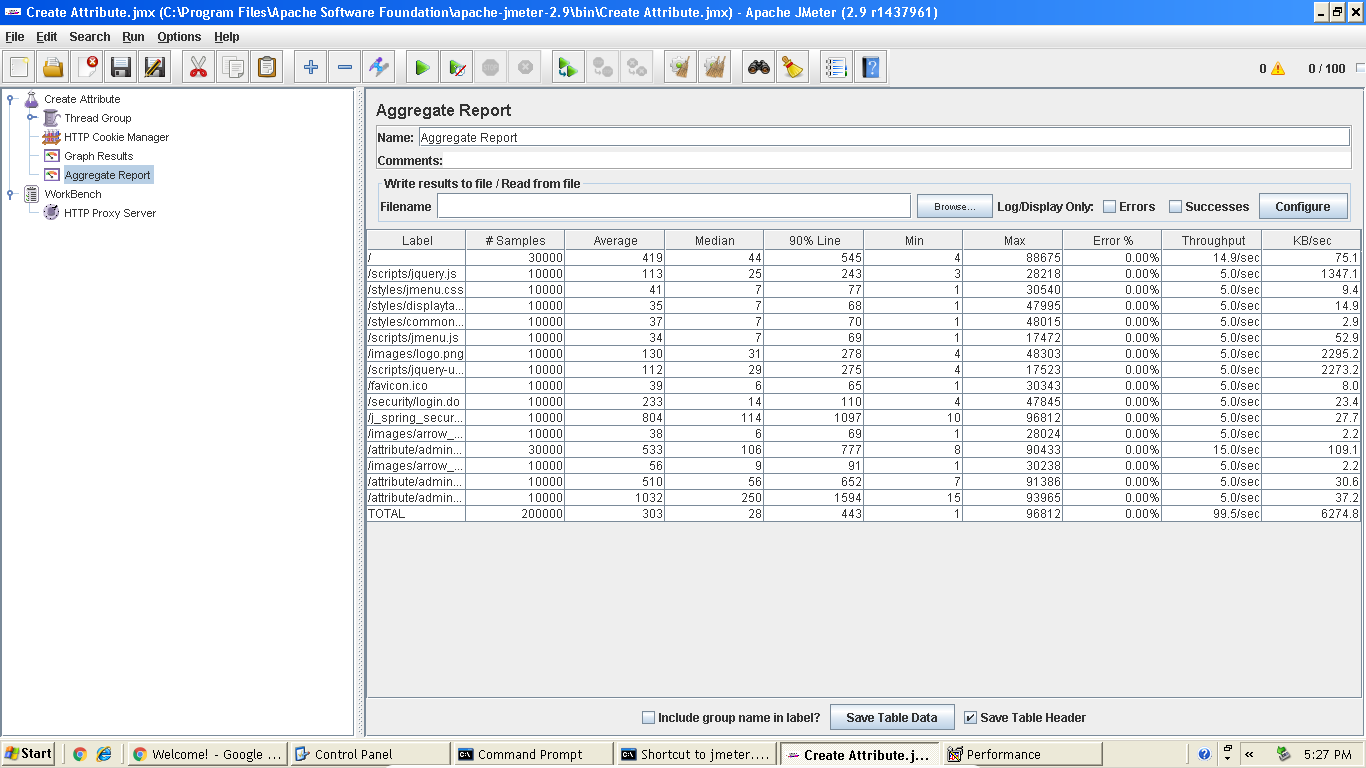 Create Attribute.jmx (C:\Program Files\Apache Software Foundation\apache-jmeter-2.9\bin\Create Attribute.jmx) - Apache JMeter (2.9 r1437961)
File Edit Search Run Options Help
0 0 / 100
Create Attribute
Thread Group
HTTP Cookie Manager
Graph Results
Aggregate Report
WorkBench
HTTP Proxy Server
Aggregate Report
Name: Aggregate Report
Comments:
Write results to file / Read from file
Filename Browse... Log/Display Only: Errors Successes Configure
Label # Samples Average Median 90% Line Min Max Error % Throughput KB/sec
/ 30000 419 44 545 4 88675 0.00% 14.9/sec 75.1
/scripts/jquery.js 10000 113 25 243 3 28218 0.00% 5.0/sec 1347.1
/styles/jmenu.css 10000 41 7 77 1 30540 0.00% 5.0/sec 9.4
/styles/displayta... 10000 35 7 68 1 47995 0.00% 5.0/sec 14.9
/styles/common... 10000 37 7 70 1 48015 0.00% 5.0/sec 2.9
/scripts/jmenu.js 10000 34 7 69 1 17472 0.00% 5.0/sec 52.9
/images/logo.png 10000 130 31 278 4 48303 0.00% 5.0/sec 2295.2
/scripts/jquery-u... 10000 112 29 275 4 17523 0.00% 5.0/sec 2273.2
/favicon.ico 10000 39 6 65 1 30343 0.00% 5.0/sec 8.0
/security/login.do 10000 233 14 110 4 47845 0.00% 5.0/sec 23.4
/j_spring_secur... 10000 804 114 1097 10 96812 0.00% 5.0/sec 27.7
/images/arrow_... 10000 38 6 69 1 28024 0.00% 5.0/sec 2.2
/attribute/admin... 30000 533 106 777 8 90433 0.00% 15.0/sec 109.1
/images/arrow_... 10000 56 9 91 1 30238 0.00% 5.0/sec 2.2
/attribute/admin... 10000 510 56 652 7 91386 0.00% 5.0/sec 30.6
/attribute/admin... 10000 1032 250 1594 15 93965 0.00% 5.0/sec 37.2
TOTAL 200000 303 28 443 1 96812 0.00% 99.5/sec 6274.8
Include group name in label? Save Table Data Save Table Header
Start Welcome! - Google ... Control Panel Command Prompt Shortcut to jmeter.... Create Attribute.j... Performance « 5:27 PM